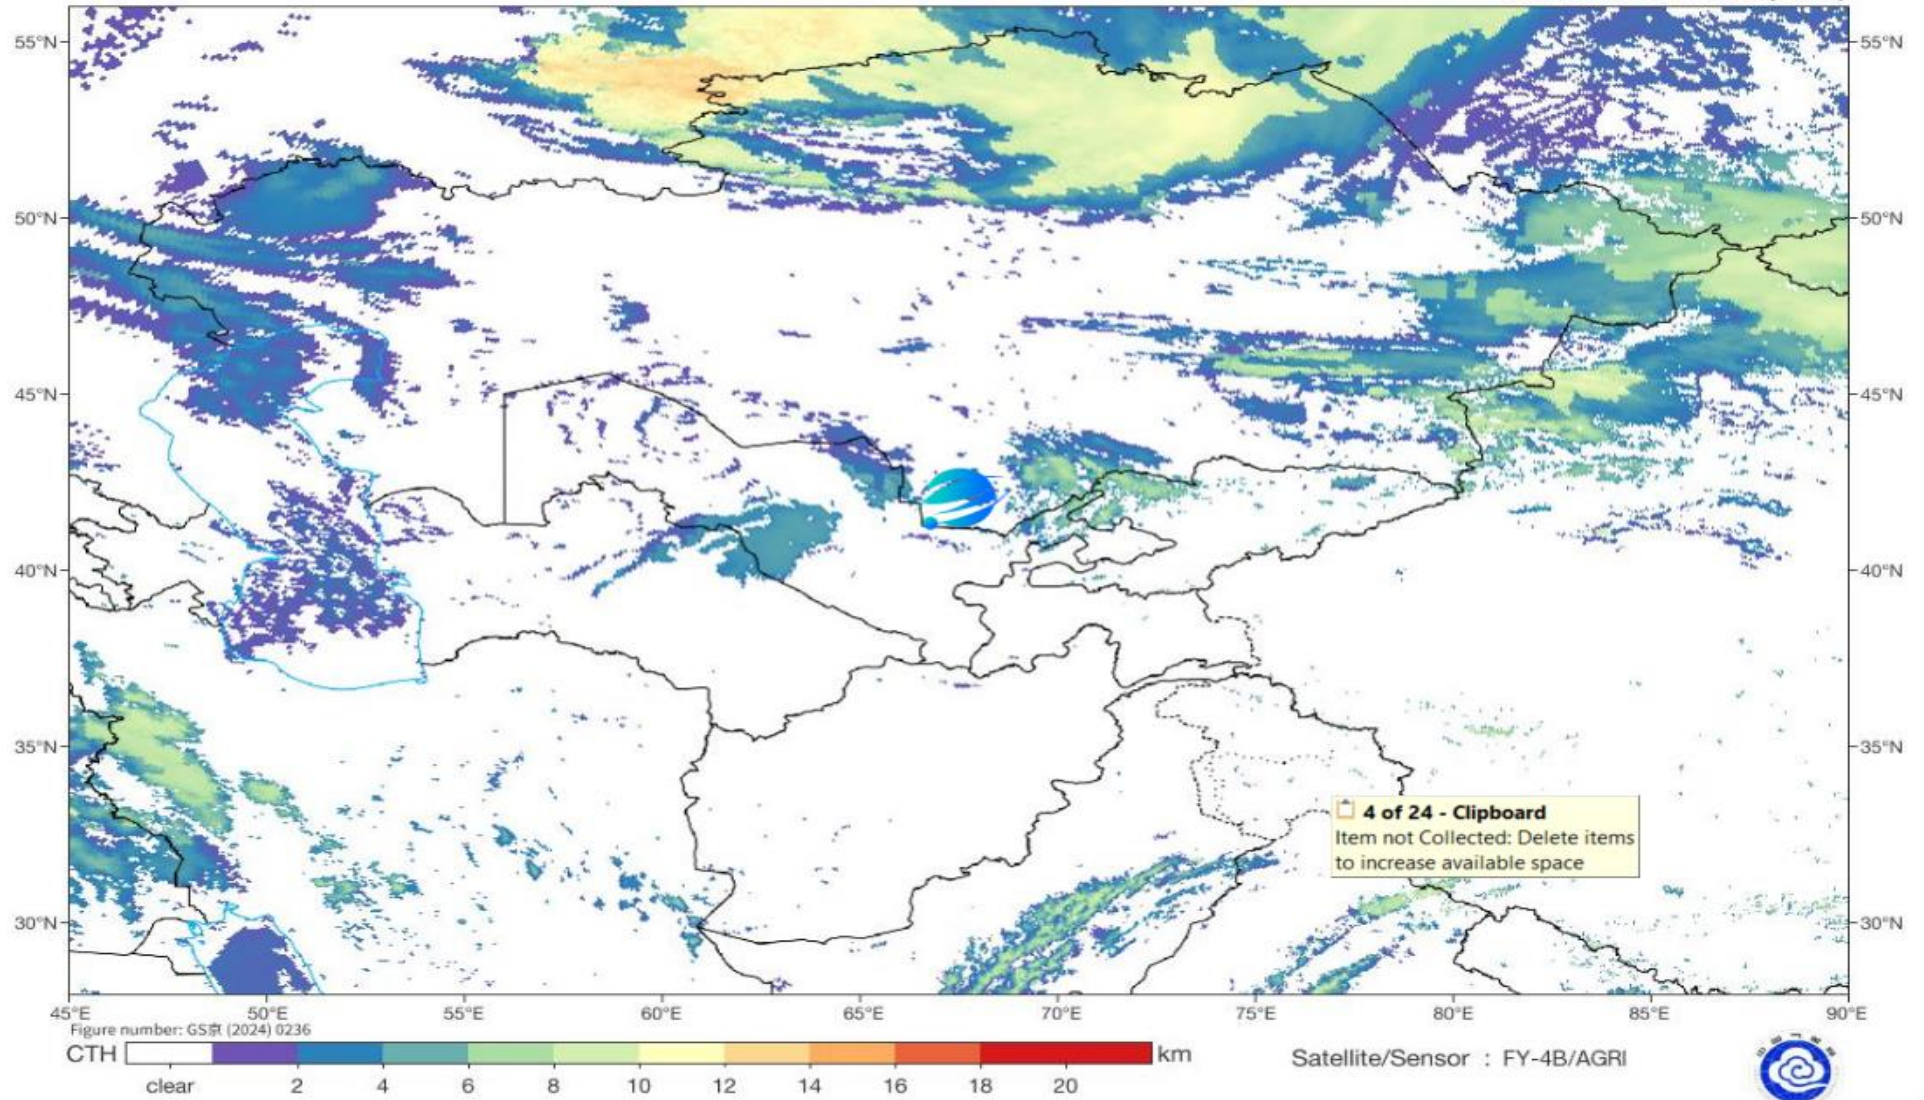 55°N
55°N
50°N
50°N
45°N
45°N
40°N
40°N
35°N
35°N
4 of 24 - Clipboard
Item not Collected: Delete items
to increase available space
30°N
30°N
45°E 50°E 55°E 60°E 65°E 70°E 75°E 80°E 85°E 90°E
Figure number: GS京 (2024) 0236
CTH km
Satellite/Sensor : FY-4B/AGRI
clear 2 4 6 8 10 12 14 16 18 20